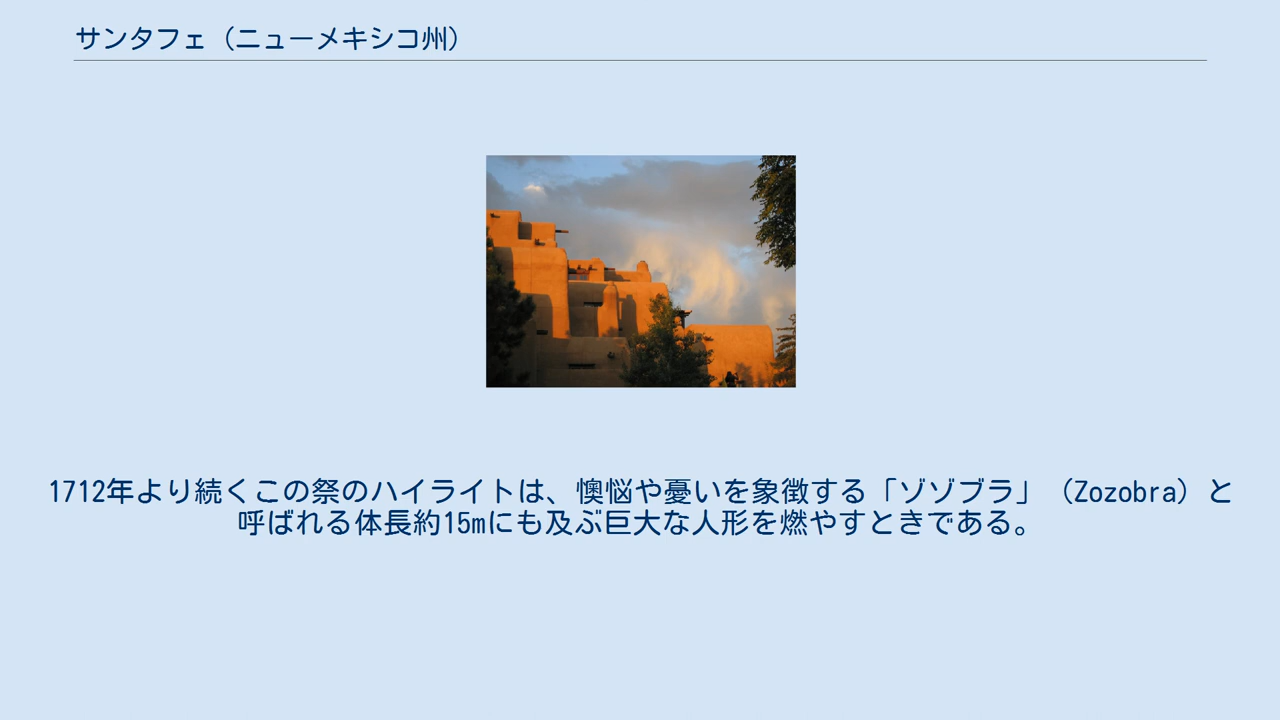 サンタフェ（ニューメキシコ州）
1712年より続くこの祭のハイライトは、懊悩や憂いを象徴する「ゾゾブラ」（Zozobra）と
呼ばれる体長約15mにも及ぶ巨大な人形を燃やすときである。